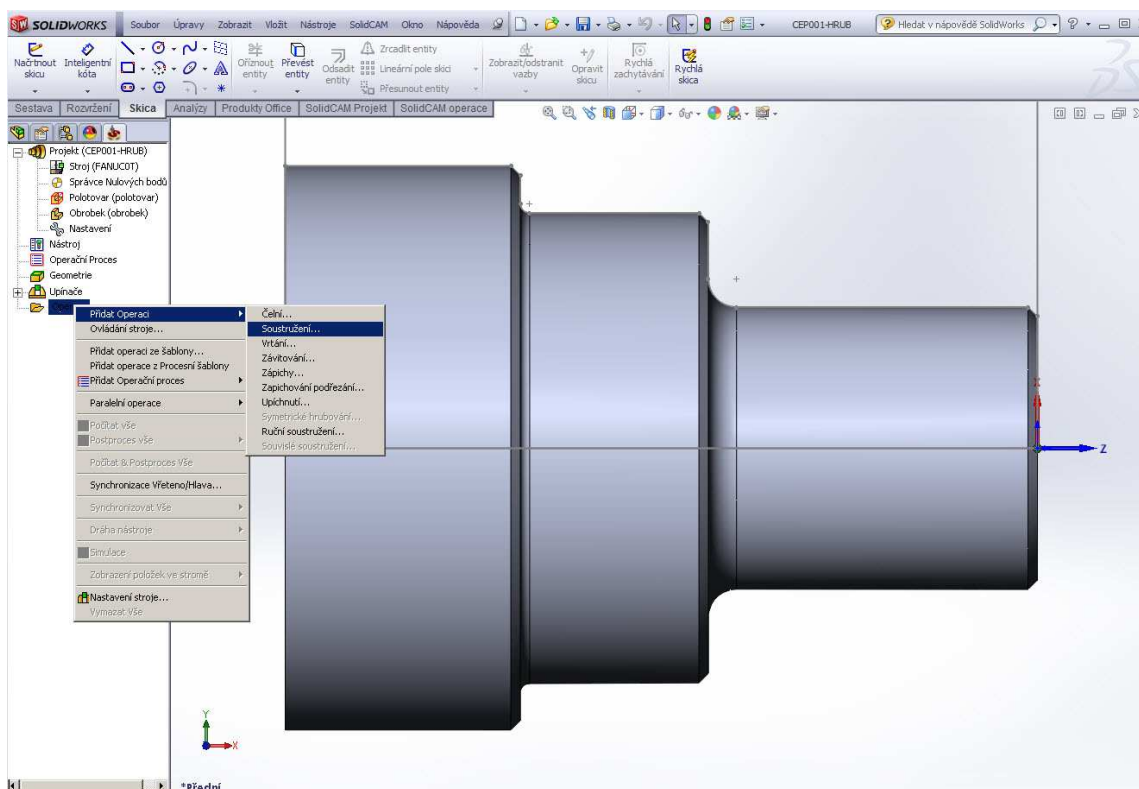 SOLIDWORKS Soubor Úpravy Zobrazit Vložit Nástroje SolidCAM Okno Nápověda CEP001-HRUB Hledat v nápovědě SolidWorks
Načrtnout skicu
Inteligentní kóta
Oříznout entity
Převést entity
Odsadit entity
Zrcadlit entity
Lineární pole skici
Přesunout entity
Zobrazit/odstranit vazby
Opravit skicu
Rychlá zachytávání
Rychlá skica
Sestava Rozvržení Skica Analýzy Produkty Office SolidCAM Projekt SolidCAM operace
Projekt (CEP001-HRUB)
Stroj (FANUC0T)
Správce Nulových bodů
Polotovar (polotovar)
Obrobek (obrobek)
Nastavení
Nástroj
Operační Proces
Geometrie
Upínače
Přidat Operaci
Ovládání stroje...
Přidat operaci ze šablony...
Přidat operace z Procesní šablony
Přidat Operační proces
Paralelní operace
Počítat vše
Postproces vše
Počítat & Postproces Vše
Synchronizace Vřeteno/Hlava...
Synchronizovat Vše
Dráha nástroje
Simulace
Zobrazení položek ve stromě
Nastavení stroje...
Vymazat Vše
Čelní...
Soustružení...
Vrtání...
Závitování...
Zápichy...
Zapichování podřezání...
Upíchnutí...
Symetrické hrubování...
Ruční soustružení...
Souvislé soustružení...
X
Z
Y
X
*Přední